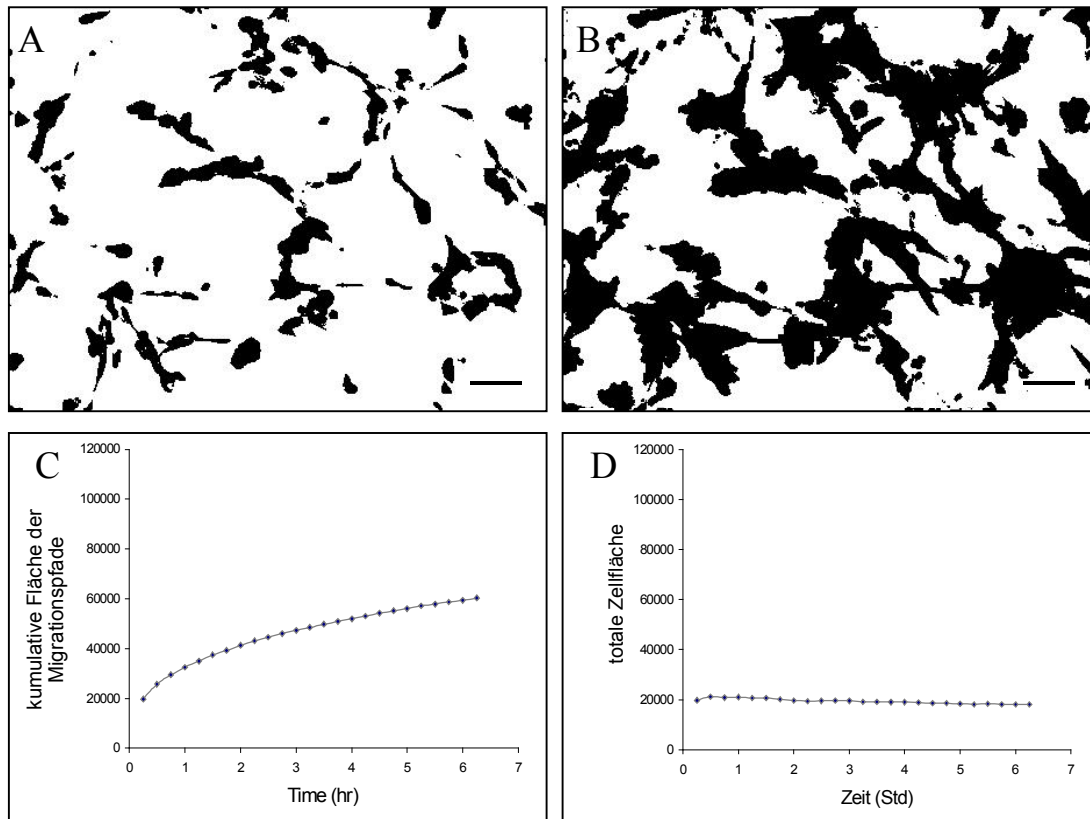 A
B
C
120000
100000
80000
60000
40000
20000
0
0 1 2 3 4 5 6 7
kumulative Fläche der
Migrationspfade
Time (hr)
D
120000
100000
80000
60000
40000
20000
0
0 1 2 3 4 5 6 7
totale Zellfläche
Zeit (Std)